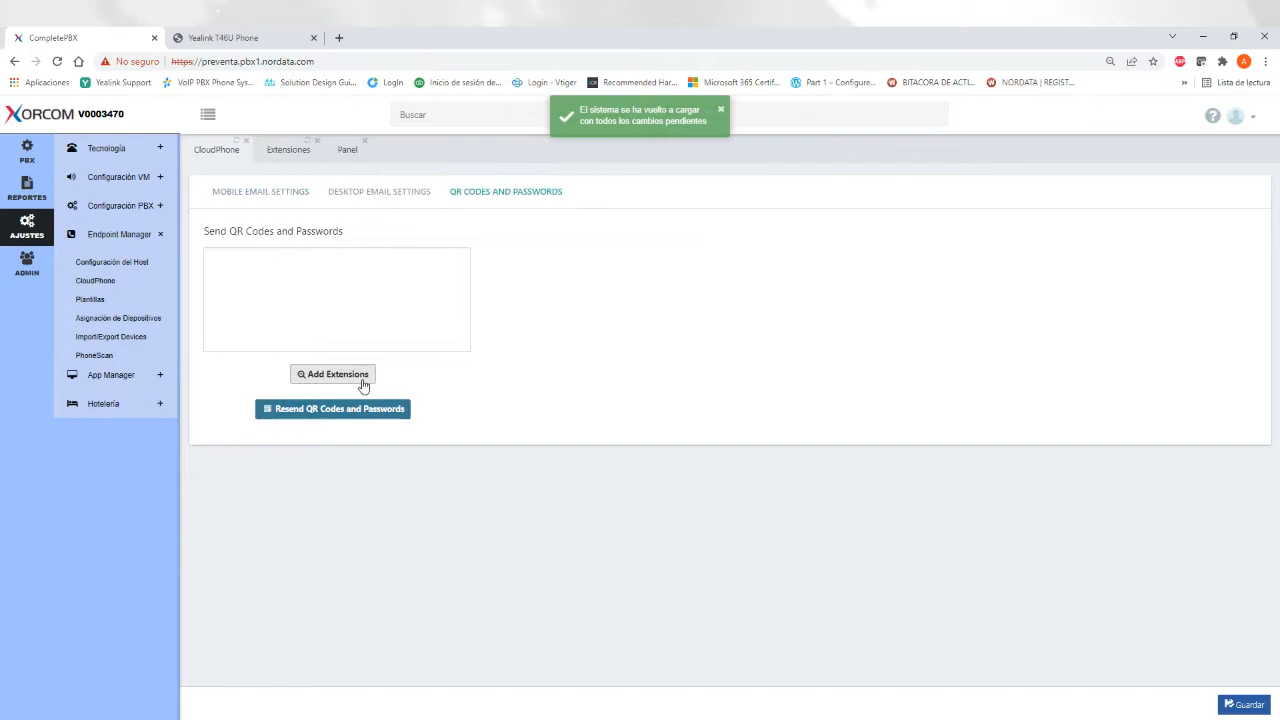 CompletePBX
Yealink T46U Phone
No seguro
https://preventa.pbx1.nordata.com
Aplicaciones
Yealink Support
VoIP PBX Phone Sy...
Solution Design Gui...
LogIn
Inicio de sesión de...
Login - Vtiger
Recommended Har...
Microsoft 365 Certif...
Part 1 – Configure...
BITACORA DE ACTI...
NORDATA | REGIST...
»
Lista de lectura
XORCOM V0003470
Buscar
El sistema se ha vuelto a cargar
con todos los cambios pendientes
PBX
REPORTES
AJUSTES
ADMIN
Tecnología
Configuración VM
Configuración PBX
Endpoint Manager
Configuración del Host
CloudPhone
Plantillas
Asignación de Dispositivos
Import/Export Devices
PhoneScan
App Manager
Hotelería
CloudPhone
Extensiones
Panel
MOBILE EMAIL SETTINGS
DESKTOP EMAIL SETTINGS
QR CODES AND PASSWORDS
Send QR Codes and Passwords
Add Extensions
Resend QR Codes and Passwords
Guardar